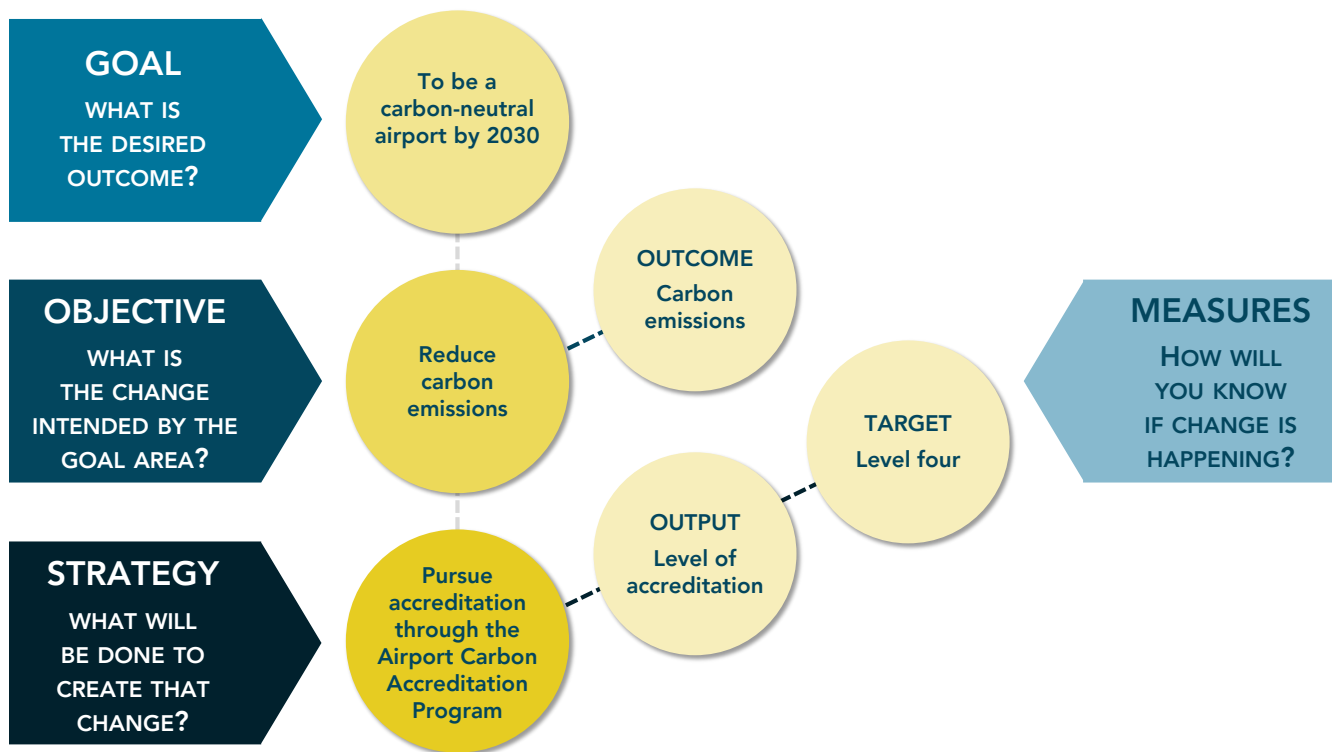 GOAL
WHAT IS
THE DESIRED
OUTCOME?
To be a
carbon-neutral
airport by 2030
OBJECTIVE
WHAT IS
THE CHANGE
INTENDED BY THE
GOAL AREA?
Reduce
carbon
emissions
OUTCOME
Carbon
emissions
STRATEGY
WHAT WILL
BE DONE TO
CREATE THAT
CHANGE?
Pursue
accreditation
through the
Airport Carbon
Accreditation
Program
OUTPUT
Level of
accreditation
TARGET
Level four
MEASURES
HOW WILL
YOU KNOW
IF CHANGE IS
HAPPENING?